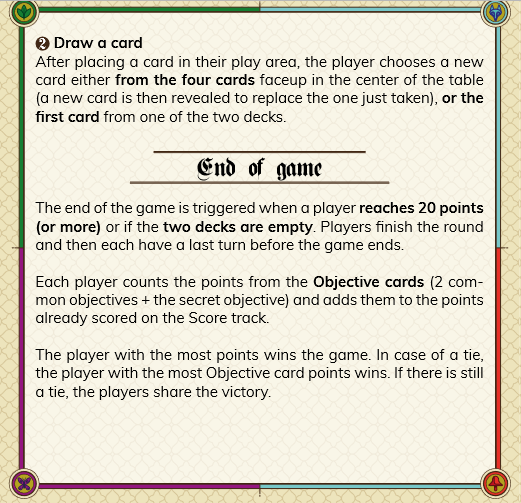 2 Draw a card
After placing a card in their play area, the player chooses a new
card either from the four cards faceup in the center of the table
(a new card is then revealed to replace the one just taken), or the
first card from one of the two decks.
End of game
The end of the game is triggered when a player reaches 20 points
(or more) or if the two decks are empty. Players finish the round
and then each have a last turn before the game ends.
Each player counts the points from the Objective cards (2 com-
mon objectives + the secret objective) and adds them to the points
already scored on the Score track.
The player with the most points wins the game. In case of a tie,
the player with the most Objective card points wins. If there is still
a tie, the players share the victory.